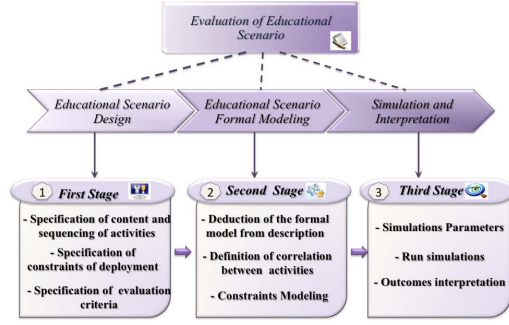 Evaluation of Educational
Scenario
Educational Scenario
Design
Educational Scenario
Formal Modeling
Simulation and
Interpretation
1 First Stage
- Specification of content and
sequencing of activities
- Specification of
constraints of deployment
- Specification of evaluation
criteria
2 Second Stage
- Deduction of the formal
model from description
- Definition of correlation
between activities
- Constraints Modeling
3 Third Stage
- Simulations Parameters
- Run simulations
- Outcomes interpretation